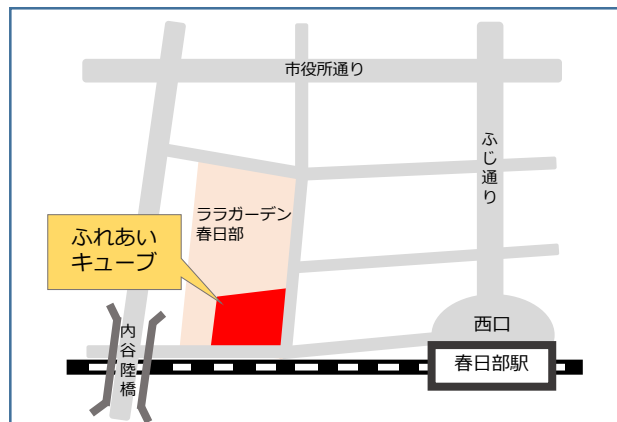 市役所通り
ふじ通り
ララガーデン
春日部
ふれあい
キューブ
内谷陸橋
西口
春日部駅